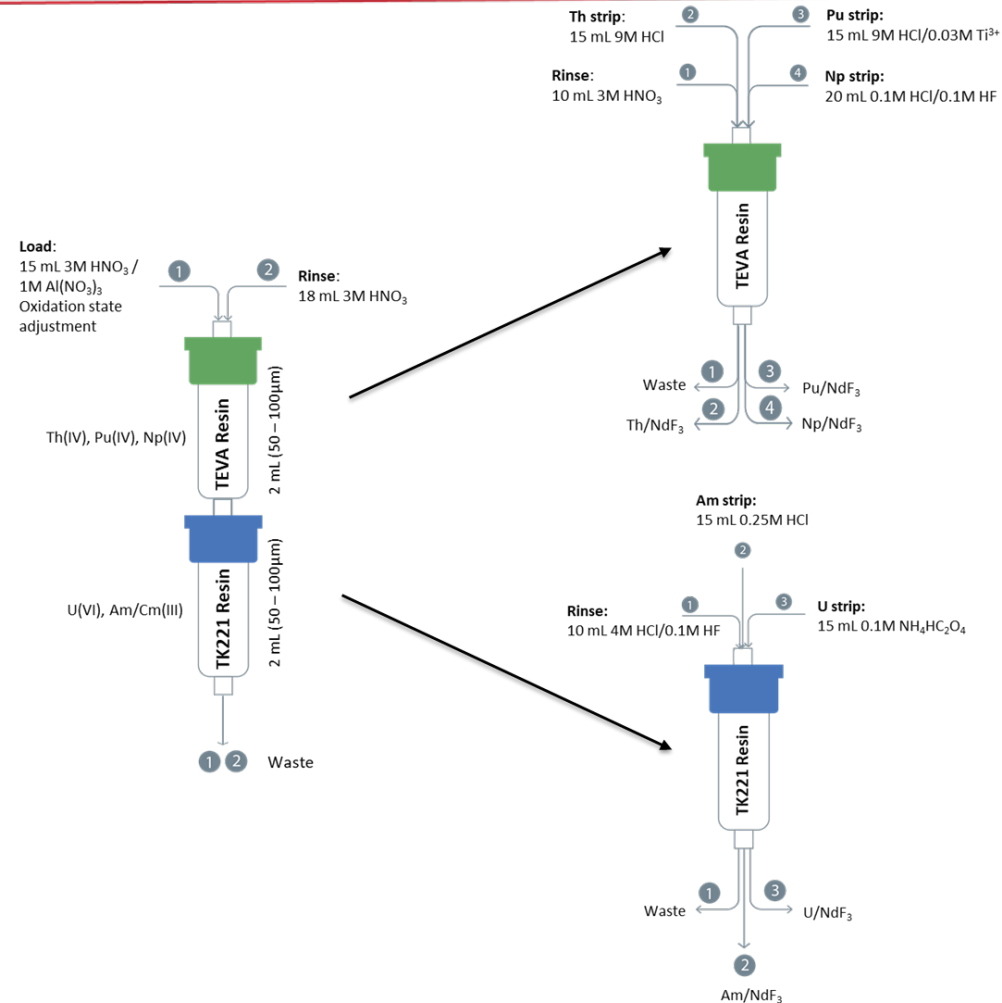 Load:
15 mL 3M HNO₃ /
1M Al(NO₃)₃
Oxidation state
adjustment
1
2
Rinse:
18 mL 3M HNO₃
TEVA Resin
2 mL (50 – 100µm)
Th(IV), Pu(IV), Np(IV)
TK221 Resin
2 mL (50 – 100µm)
U(VI), Am/Cm(III)
1 2 Waste
Th strip:
15 mL 9M HCl
2
3
Pu strip:
15 mL 9M HCl/0.03M Ti³⁺
Rinse:
10 mL 3M HNO₃
1
4
Np strip:
20 mL 0.1M HCl/0.1M HF
TEVA Resin
Waste
1
3
Pu/NdF₃
Th/NdF₃
2
4
Np/NdF₃
Am strip:
15 mL 0.25M HCl
2
Rinse:
10 mL 4M HCl/0.1M HF
1
3
U strip:
15 mL 0.1M NH₄HC₂O₄
TK221 Resin
Waste
1
3
U/NdF₃
2
Am/NdF₃